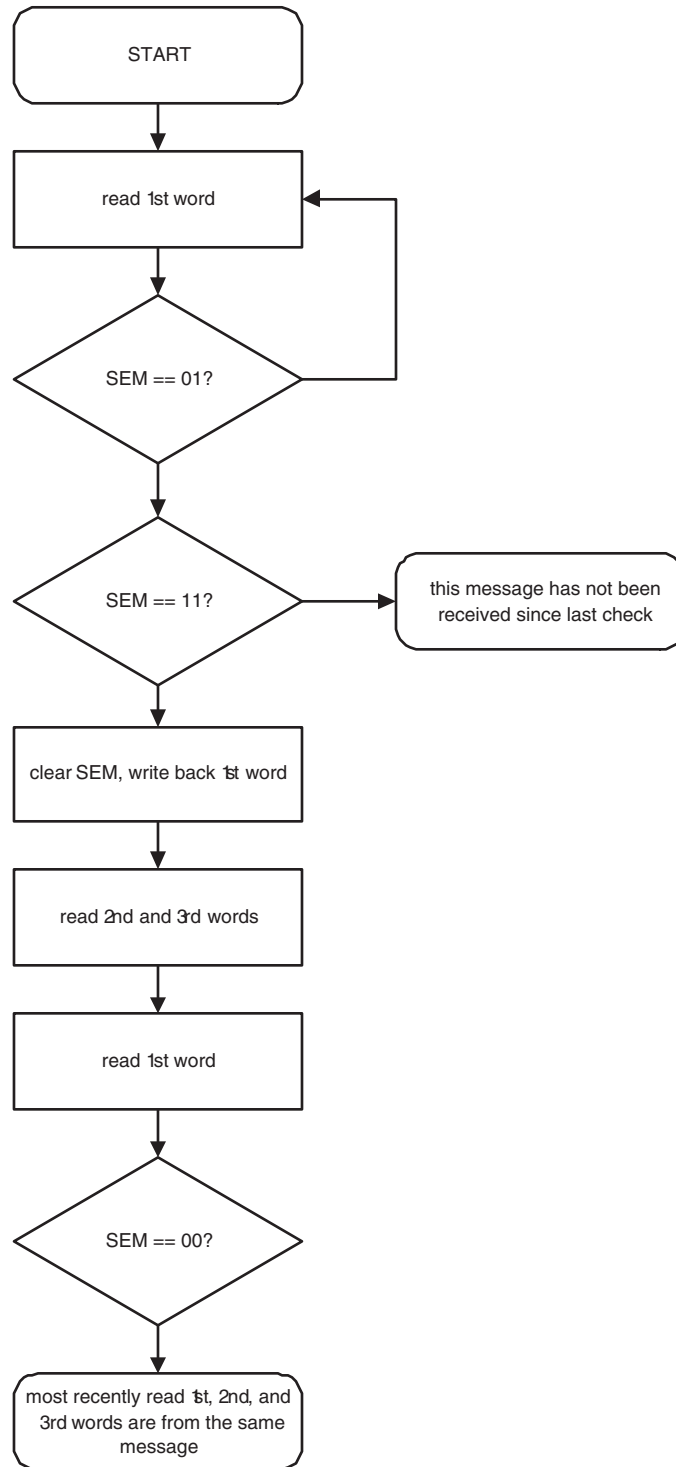 START
read 1st word
SEM == 01?
SEM == 11?
this message has not been
received since last check
clear SEM, write back 1st word
read 2nd and 3rd words
read 1st word
SEM == 00?
most recently read 1st, 2nd, and
3rd words are from the same
message